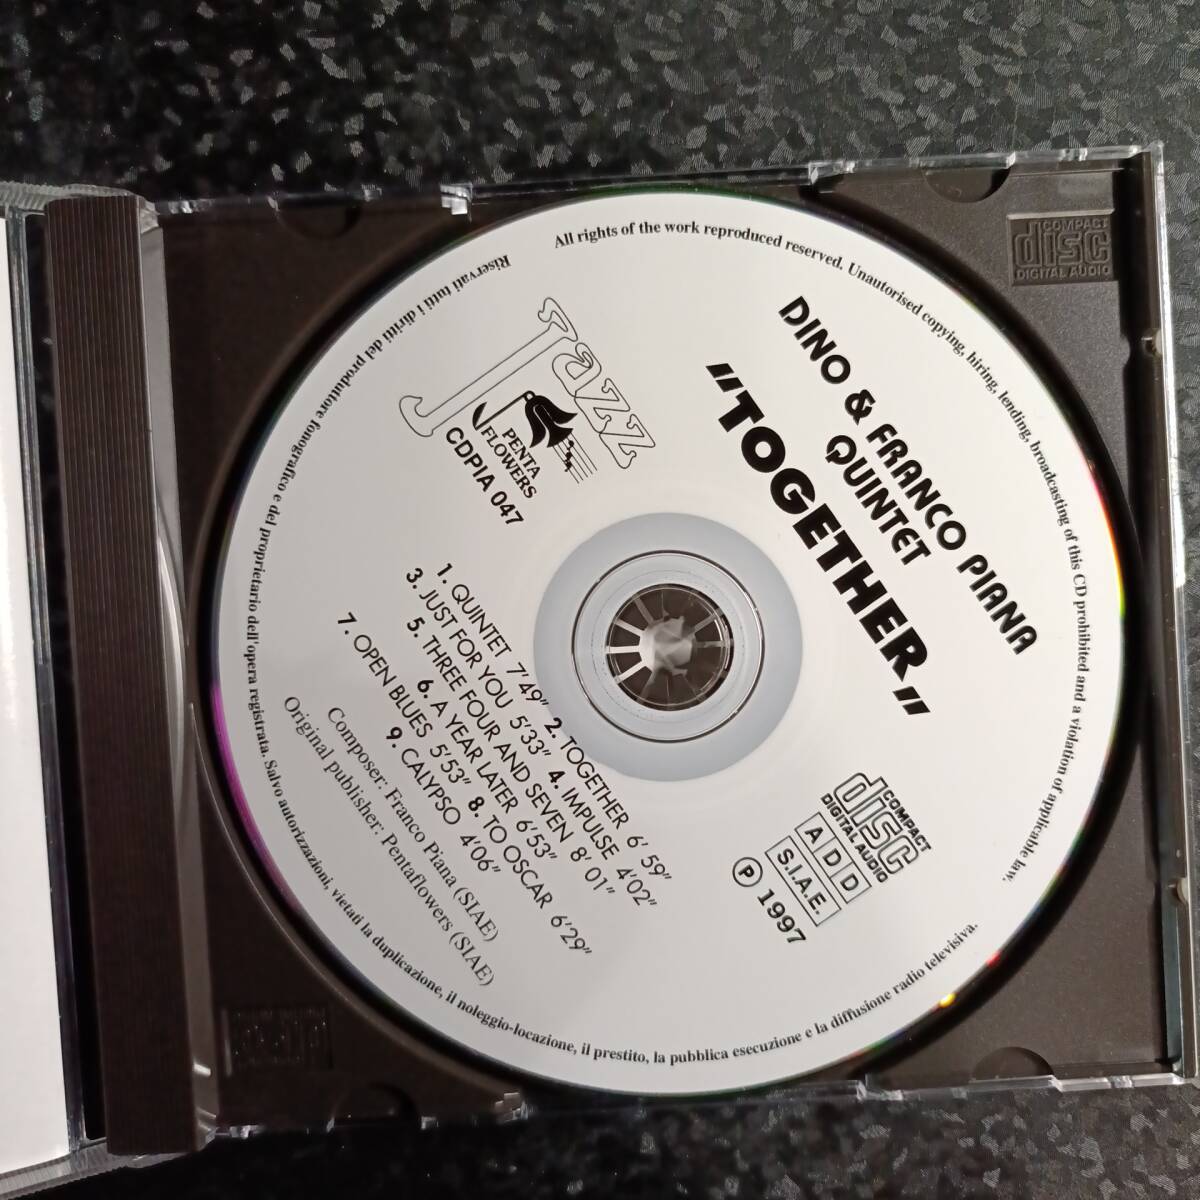 All rights of the work reproduced reserved. Unautorised copying, hiring, lending, broadcasting of this CD prohibited and a violation of applicable law.
DINO & FRANCO PIANA
QUINTET
"TOGETHER"
Jazz
PENTA
FLOWERS
CDPIA 047
COMPACT
disc
DIGITAL AUDIO
A D D
S.I.A.E.
℗ 1997
1. QUINTET 7'49" 2. TOGETHER 6'59"
3. JUST FOR YOU 5'33" 4. IMPULSE 4'02"
5. THREE FOUR AND SEVEN 8'01"
6. A YEAR LATER 6'53"
7. OPEN BLUES 5'53" 8. TO OSCAR 6'29"
9. CALYPSO 4'06"
Composer: Franco Piana (SIAE)
Original publisher: Pentaflowers (SIAE)
Riservati tutti i diritti del produttore fonografico e del proprietario dell'opera registrata. Salvo autorizzazioni, vietati la duplicazione, il noleggio-locazione, il prestito, la pubblica esecuzione e la diffusione radio televisiva.
COMPACT
disc
DIGITAL AUDIO